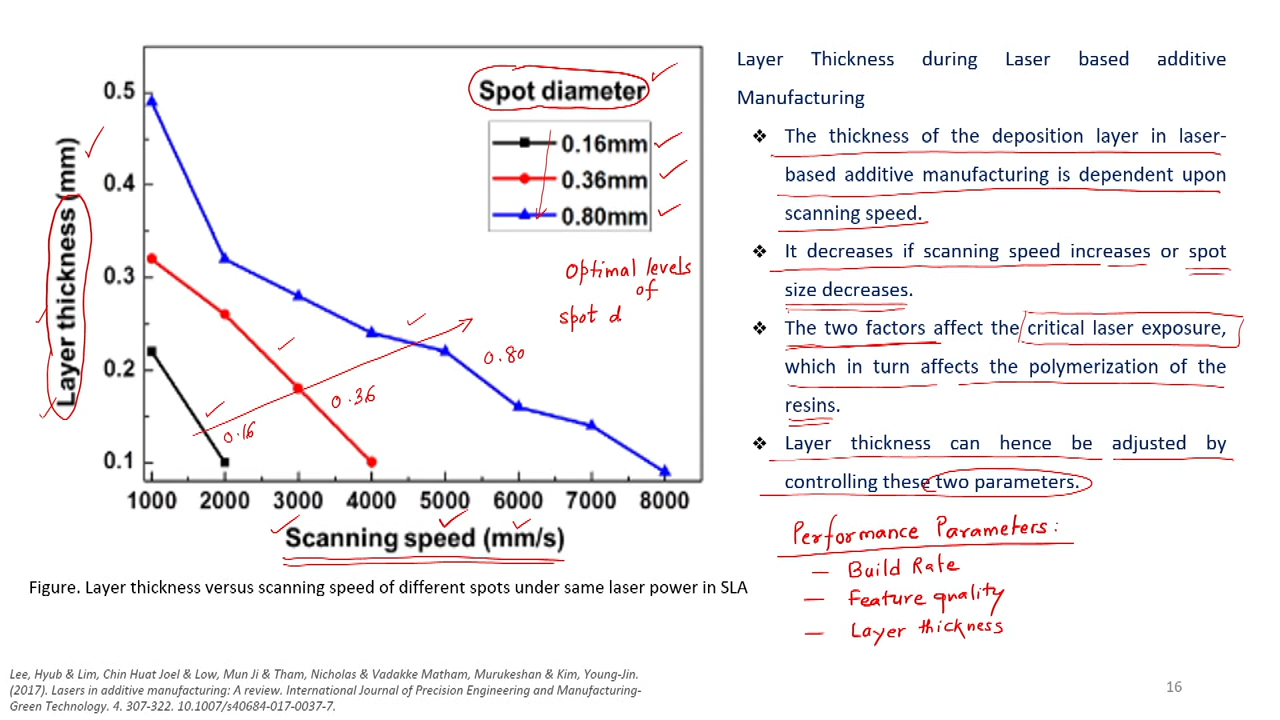 0.5
0.4
0.3
0.2
0.1
Layer thickness (mm)
Spot diameter
0.16mm
0.36mm
0.80mm
Optimal levels
of
spot d
0.80
0.36
0.16
1000 2000 3000 4000 5000 6000 7000 8000
Scanning speed (mm/s)
Figure. Layer thickness versus scanning speed of different spots under same laser power in SLA
Layer Thickness during Laser based additive
Manufacturing
❖ The thickness of the deposition layer in laser-
based additive manufacturing is dependent upon
scanning speed.
❖ It decreases if scanning speed increases or spot
size decreases.
❖ The two factors affect the critical laser exposure,
which in turn affects the polymerization of the
resins.
❖ Layer thickness can hence be adjusted by
controlling these two parameters.
Performance Parameters:
— Build Rate
— Feature quality
— Layer thickness
Lee, Hyub & Lim, Chin Huat Joel & Low, Mun Ji & Tham, Nicholas & Vadakke Matham, Murukeshan & Kim, Young-Jin.
(2017). Lasers in additive manufacturing: A review. International Journal of Precision Engineering and Manufacturing-
Green Technology. 4. 307-322. 10.1007/s40684-017-0037-7.
16